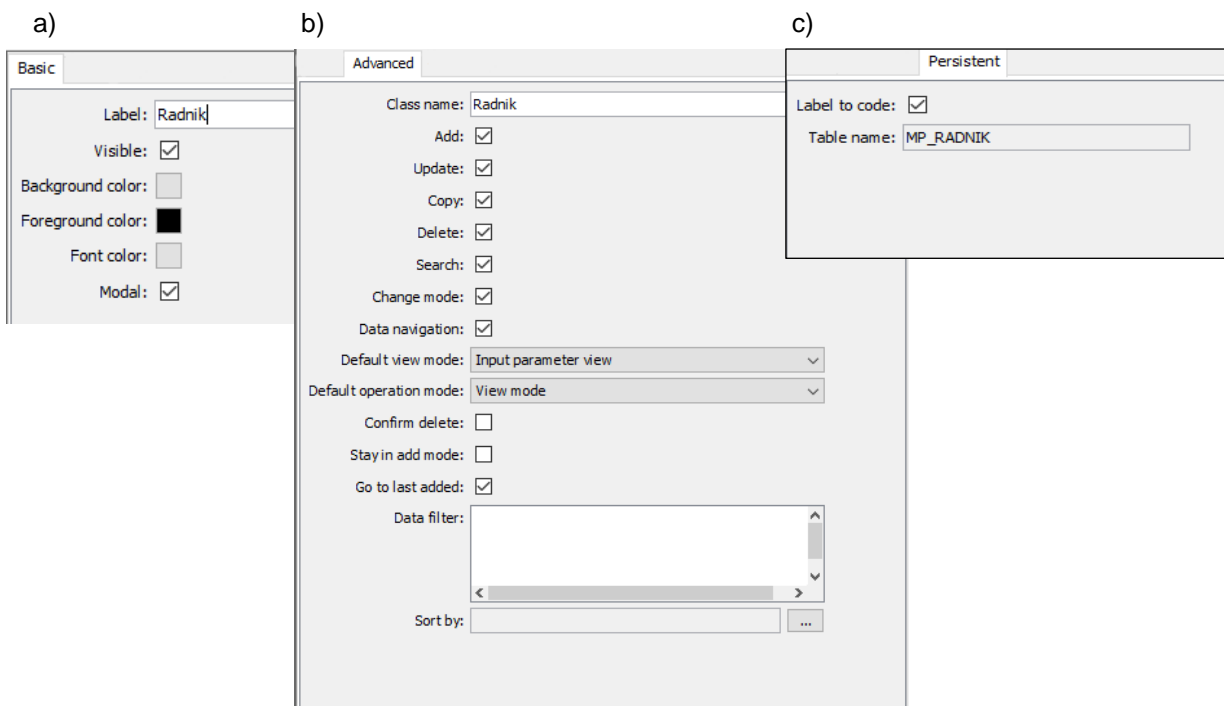 a)
b)
c)
Basic
Label: Radnik
Visible:
Background color:
Foreground color:
Font color:
Modal:
Advanced
Class name: Radnik
Add:
Update:
Copy:
Delete:
Search:
Change mode:
Data navigation:
Default view mode: Input parameter view
Default operation mode: View mode
Confirm delete:
Stay in add mode:
Go to last added:
Data filter:
Sort by: ...
Persistent
Label to code:
Table name: MP_RADNIK